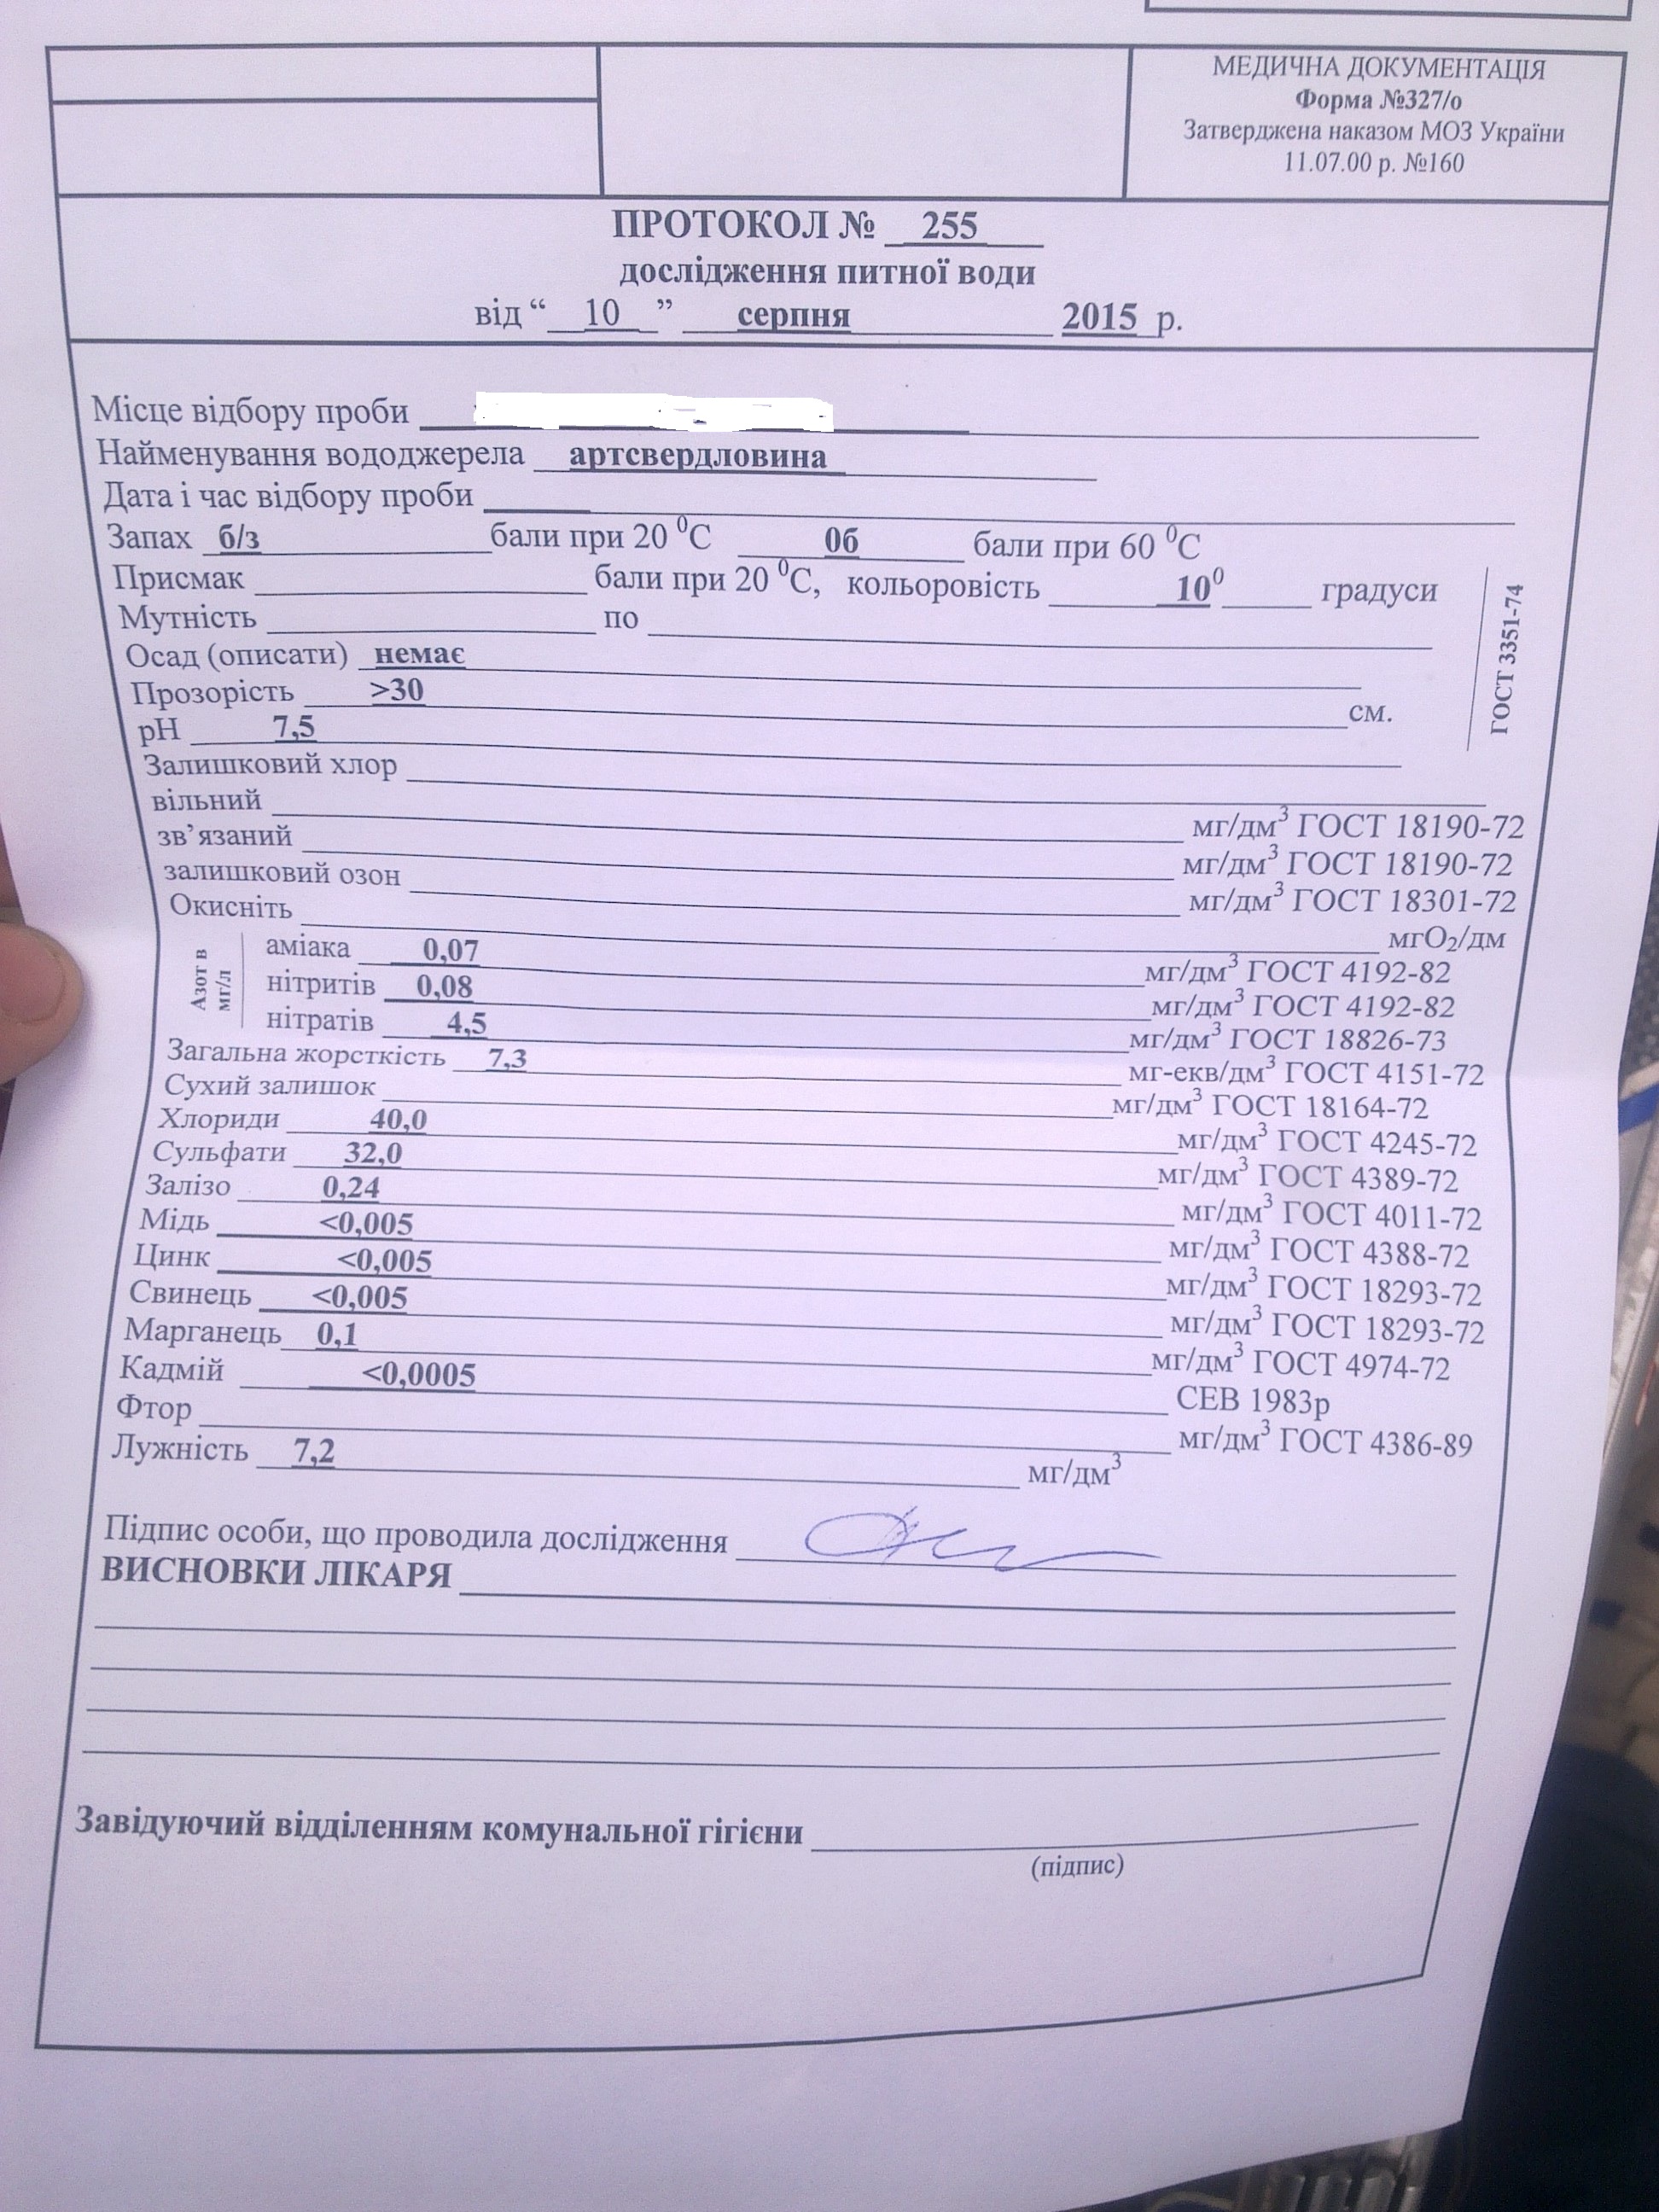 МЕДИЧНА ДОКУМЕНТАЦІЯ
Форма №327/о
Затверджена наказом МОЗ України
11.07.00 р. №160
ПРОТОКОЛ № 255
дослідження питної води
від “ 10 ” серпня 2015 р.
Місце відбору проби
Найменування вододжерела артсвердловина
Дата і час відбору проби
Запах б/з бали при 20 ⁰С 0б бали при 60 ⁰С
Присмак бали при 20 ⁰С, кольоровість 10⁰ градуси
Мутність по
Осад (описати) немає
Прозорість >30 см.
рН 7,5
ГОСТ 3351-74
Залишковий хлор
вільний мг/дм³ ГОСТ 18190-72
зв’язаний мг/дм³ ГОСТ 18190-72
залишковий озон мг/дм³ ГОСТ 18301-72
Окисніть мгО₂/дм
Азот в мг/л
аміака 0,07 мг/дм³ ГОСТ 4192-82
нітритів 0,08 мг/дм³ ГОСТ 4192-82
нітратів 4,5 мг/дм³ ГОСТ 18826-73
Загальна жорсткість 7,3 мг-екв/дм³ ГОСТ 4151-72
Сухий залишок мг/дм³ ГОСТ 18164-72
Хлориди 40,0 мг/дм³ ГОСТ 4245-72
Сульфати 32,0 мг/дм³ ГОСТ 4389-72
Залізо 0,24 мг/дм³ ГОСТ 4011-72
Мідь <0,005 мг/дм³ ГОСТ 4388-72
Цинк <0,005 мг/дм³ ГОСТ 18293-72
Свинець <0,005 мг/дм³ ГОСТ 18293-72
Марганець 0,1 мг/дм³ ГОСТ 4974-72
Кадмій <0,0005 СЕВ 1983р
Фтор мг/дм³ ГОСТ 4386-89
Лужність 7,2 мг/дм³
Підпис особи, що проводила дослідження
ВИСНОВКИ ЛІКАРЯ
Завідуючий відділенням комунальної гігієни
(підпис)